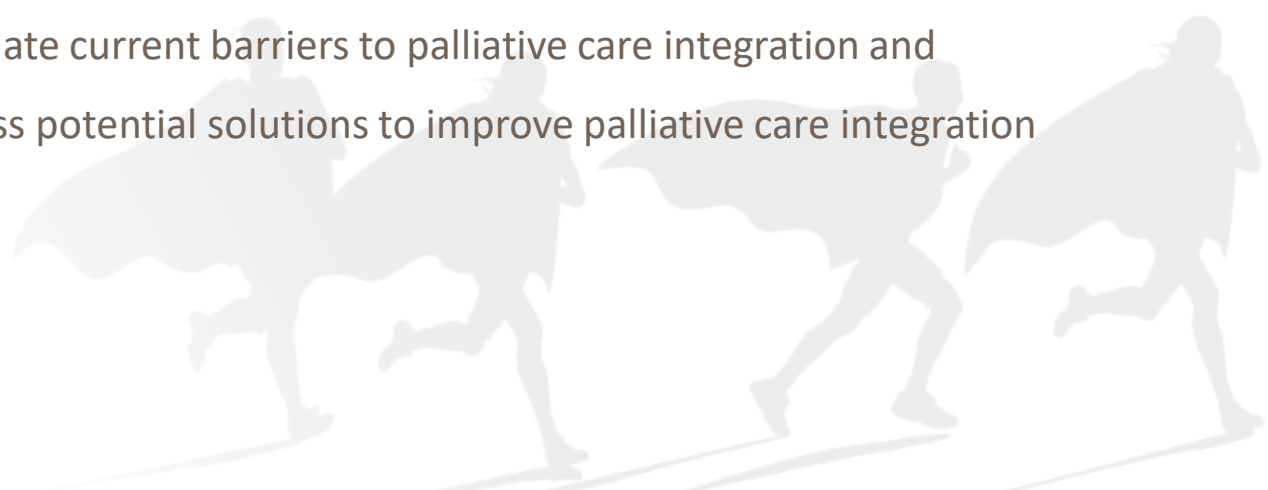 ate current barriers to palliative care integration and
ss potential solutions to improve palliative care integration